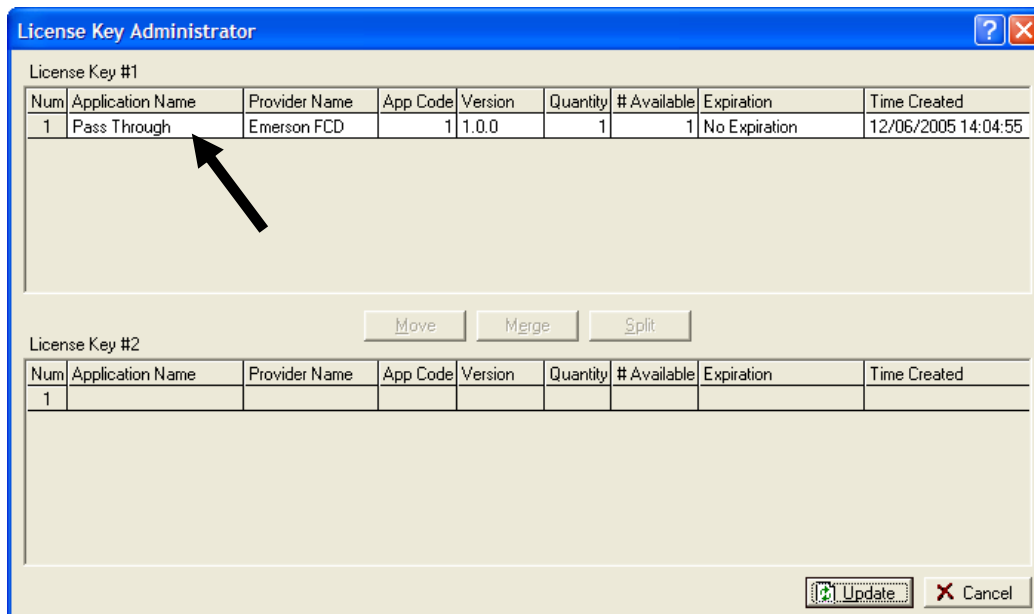 License Key Administrator
License Key #1
Num Application Name Provider Name App Code Version Quantity # Available Expiration Time Created
1 Pass Through Emerson FCD 1 1.0.0 1 1 No Expiration 12/06/2005 14:04:55
Move Merge Split
License Key #2
Num Application Name Provider Name App Code Version Quantity # Available Expiration Time Created
1
Update Cancel